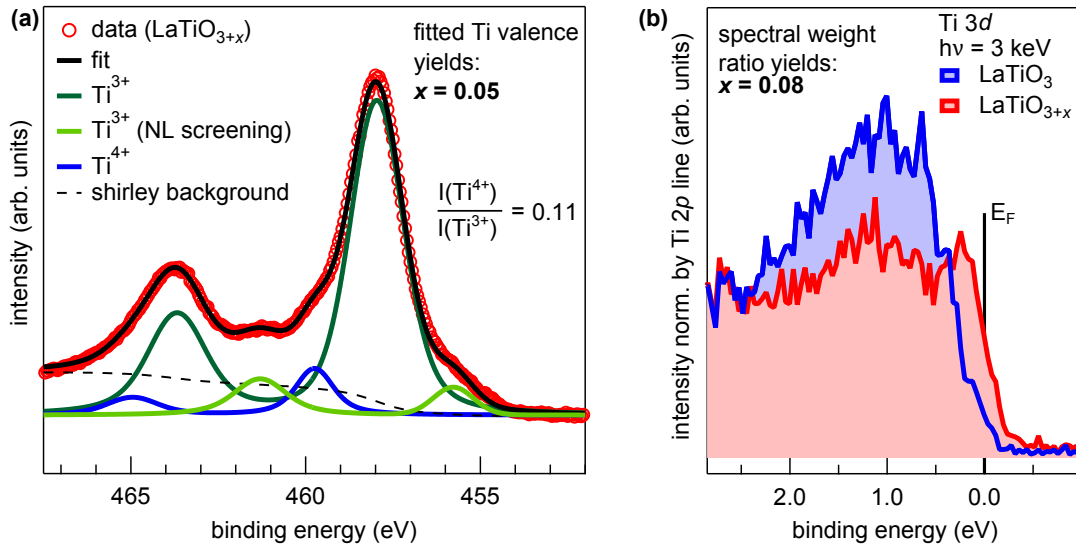 (a)
data (LaTiO3+x)
fit
Ti3+
Ti3+ (NL screening)
Ti4+
shirley background
fitted Ti valence
yields:
x = 0.05
I(Ti4+)
I(Ti3+)
= 0.11
intensity (arb. units)
465
460
455
binding energy (eV)
(b)
spectral weight
ratio yields:
x = 0.08
Ti 3d
hν = 3 keV
LaTiO3
LaTiO3+x
EF
intensity norm. by Ti 2p line (arb. units)
2.0
1.0
0.0
binding energy (eV)